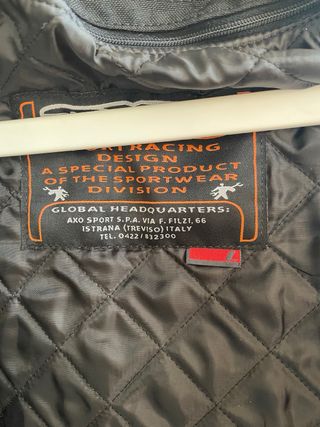 RACING
DESIGN
A SPECIAL PRODUCT
OF THE SPORTWEAR
DIVISION
GLOBAL HEADQUARTERS:
AXO SPORT S.P.A. VIA F. FILZI, 66
ISTRANA (TREVISO) ITALY
TEL. 0422/832300
L